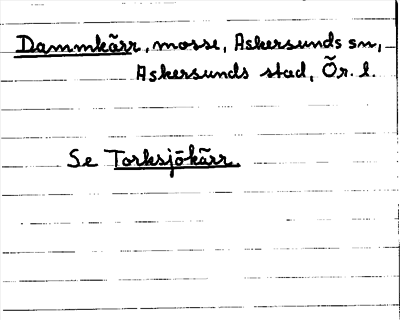 Dammkärr, mosse, Askersunds sn,
Askersunds stad, Ör. l.
Se Torksjökärr.